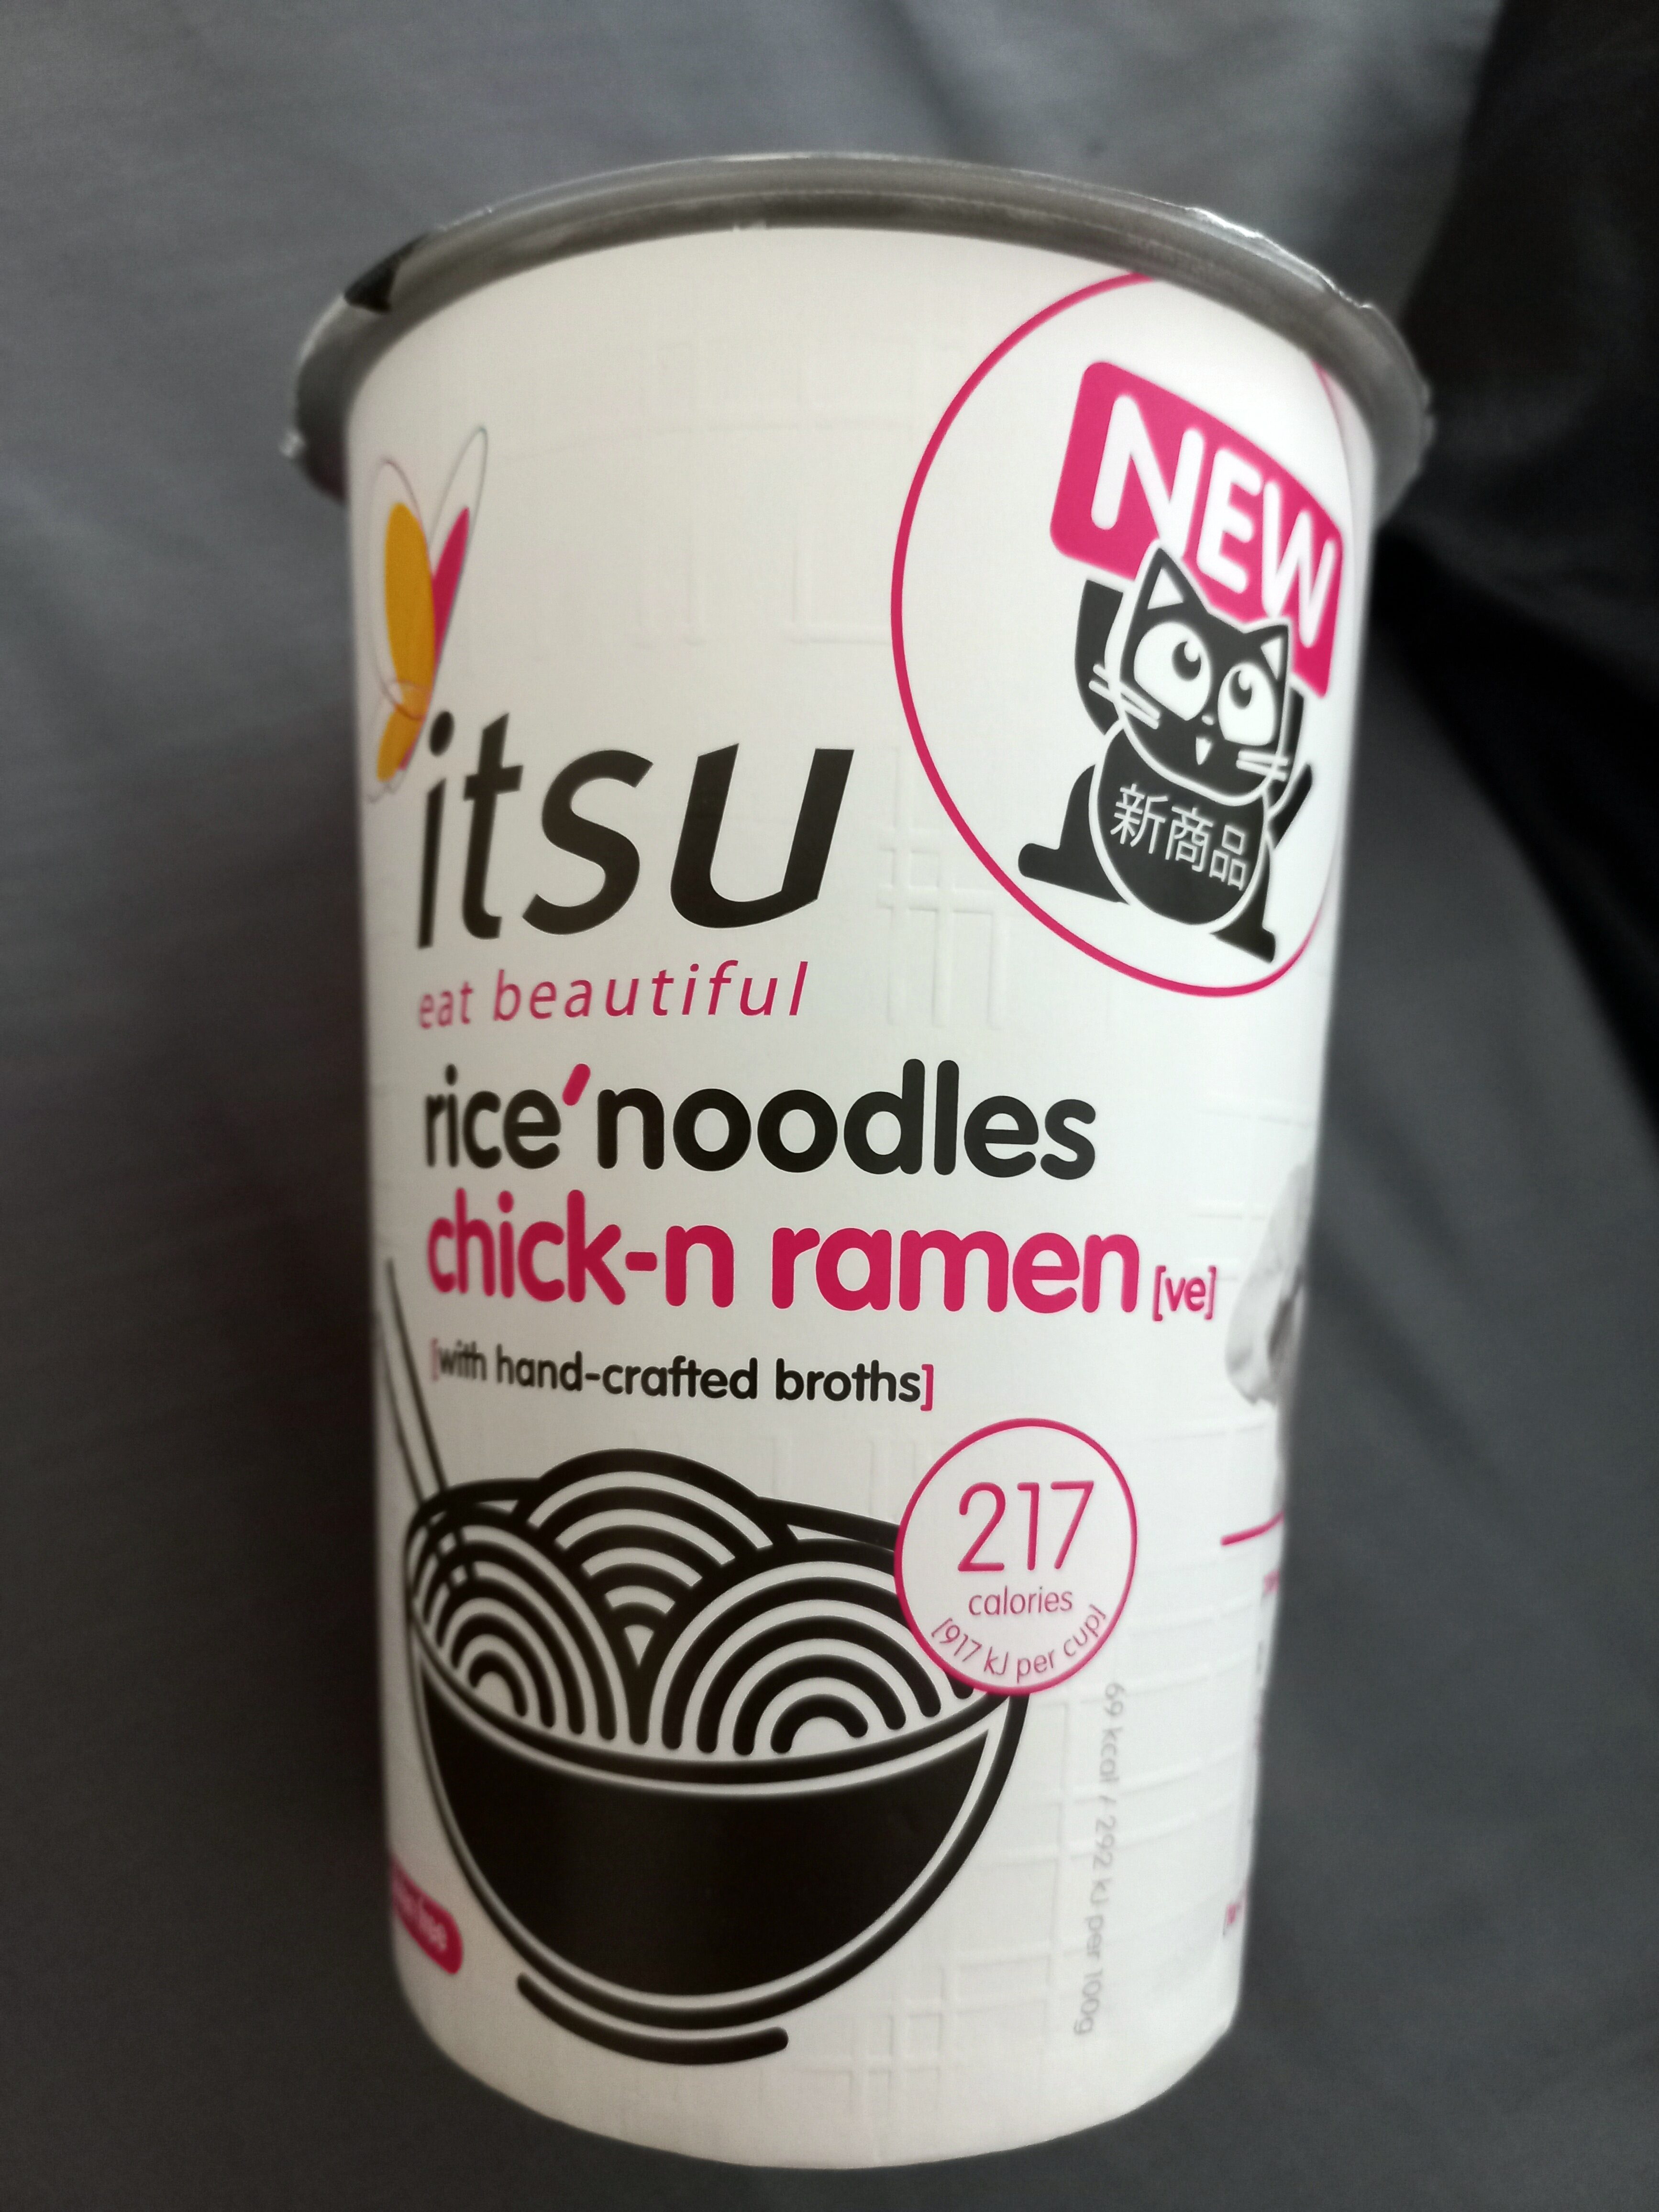 NEW
新商品
itsu
eat beautiful
rice'noodles
chick-n ramen [ve]
[with hand-crafted broths]
217
calories
[917 kJ per cup]
69 kcal / 292 kJ per 100g